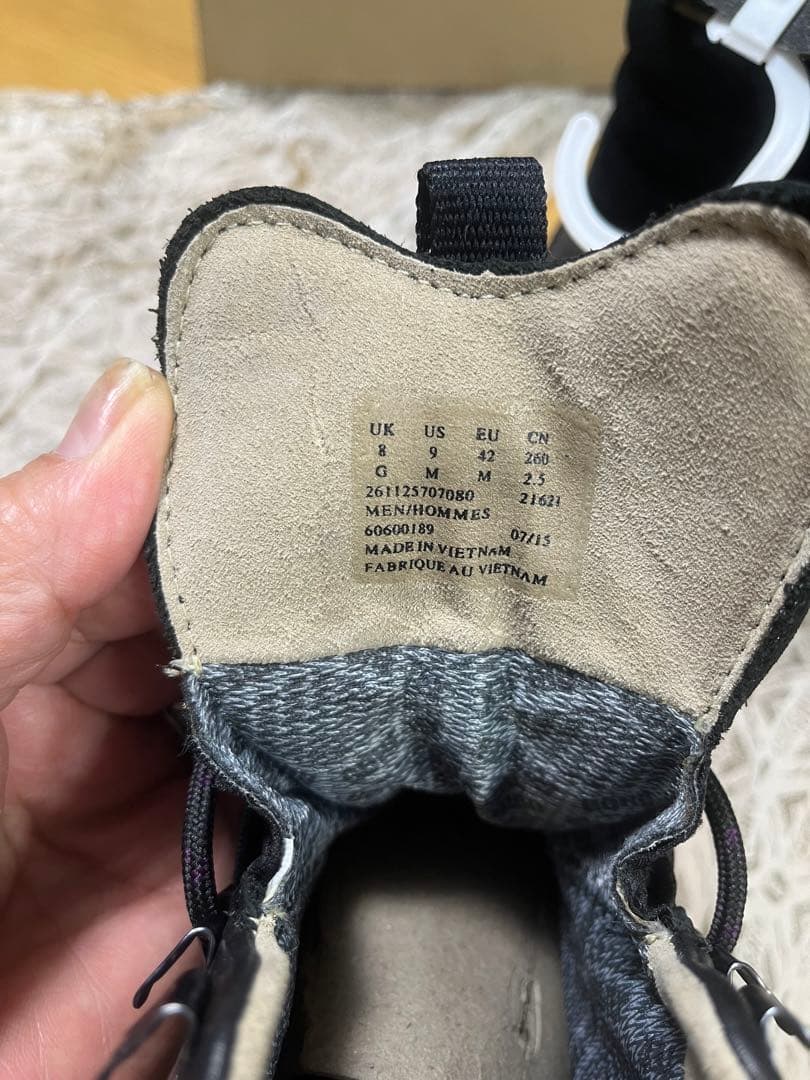 UK US EU CN
8 9 42 260
G M M 2.5
261125707080 21621
MEN/HOMMES
60600189 07/15
MADE IN VIETNAM
FABRIQUE AU VIETNAM